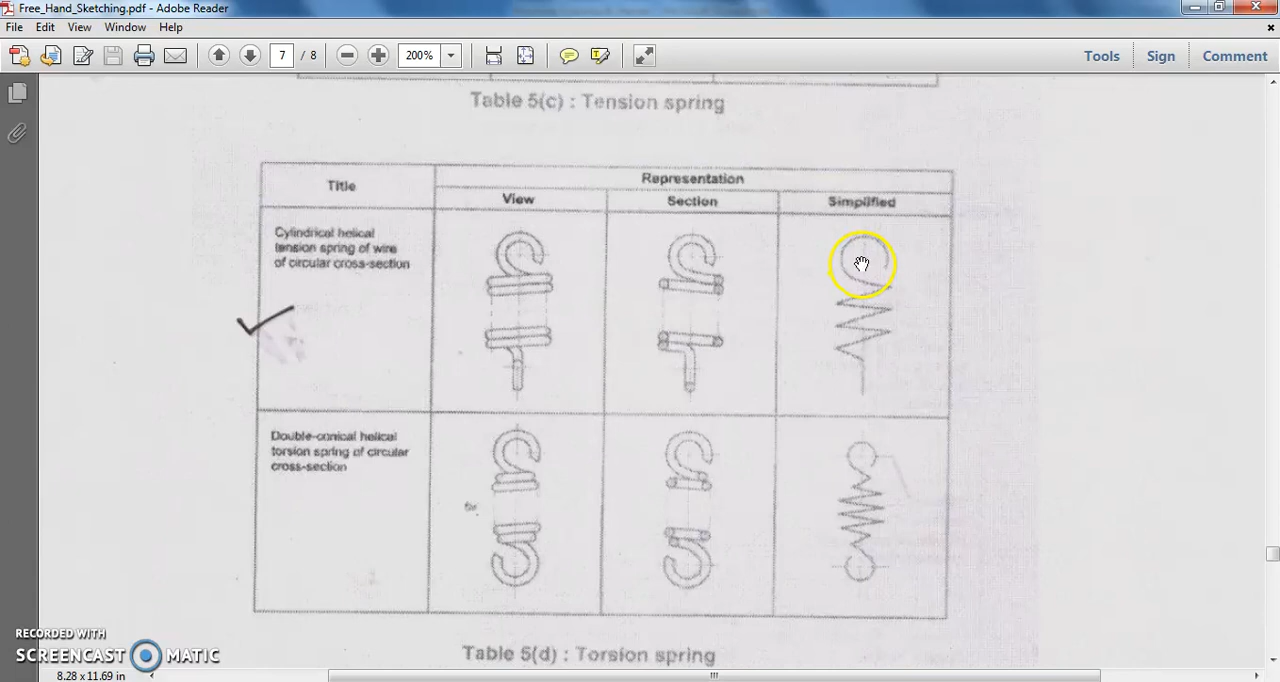 Free_Hand_Sketching.pdf - Adobe Reader
File Edit View Window Help
7 / 8 200% Tools Sign Comment
Table 5(c) : Tension spring
Title Representation
View Section Simplified
Cylindrical helical
tension spring of wire
of circular cross-section
Double-conical helical
torsion spring of circular
cross-section
Table 5(d) : Torsion spring
RECORDED WITH
SCREENCAST MATIC
8.28 x 11.69 in